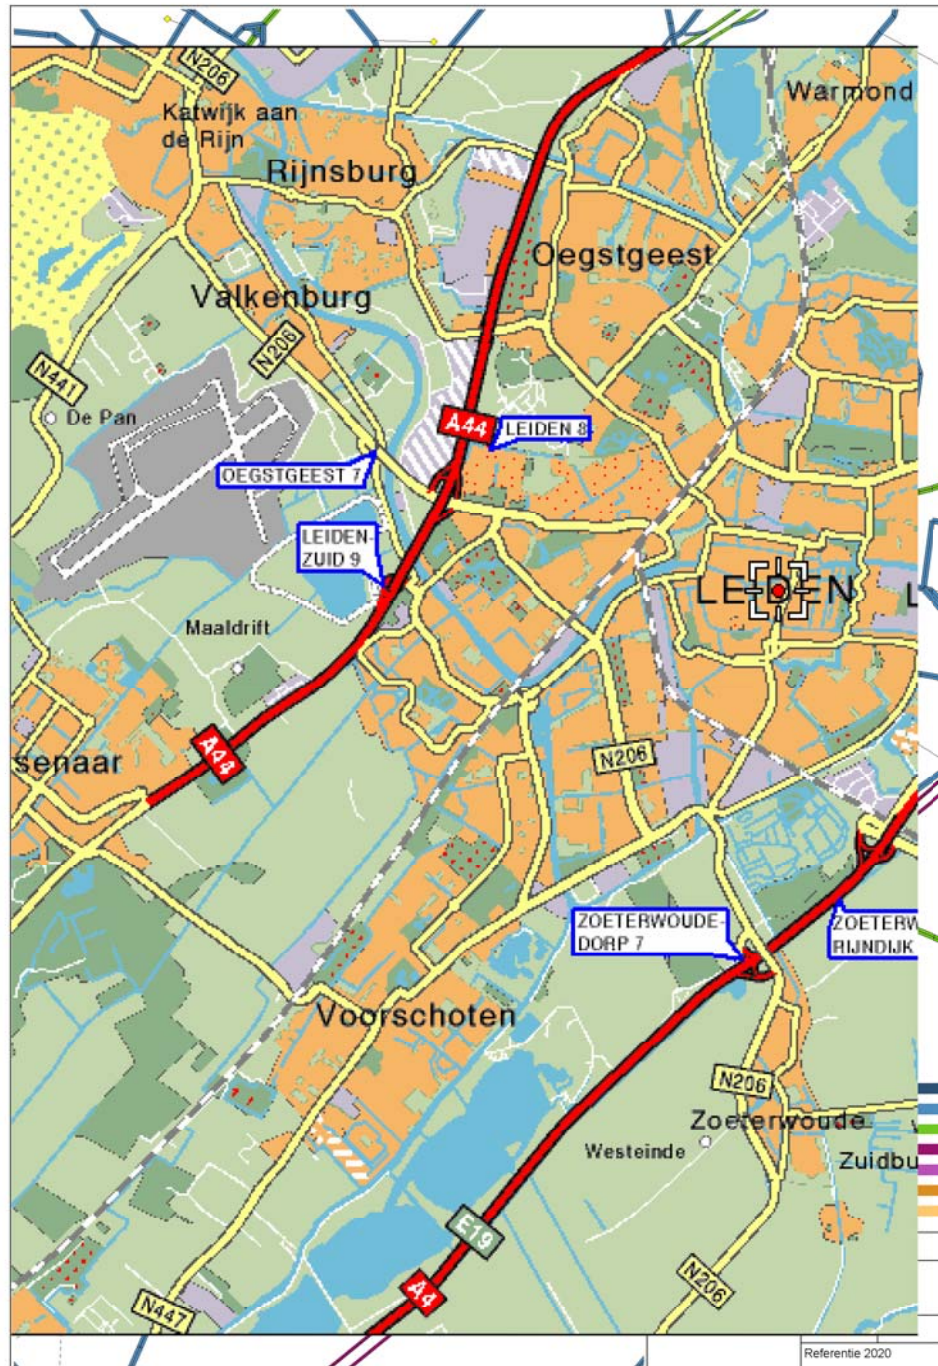 N206
Katwijk aan
de Rijn
Warmond
Rijnsburg
Oegstgeest
Valkenburg
N206
N441
De Pan
A44
LEIDEN 8
OEGSTGEEST 7
LEIDEN-
ZUID 9
LEIDEN
L
Maaldrift
A44
senaar
N206
ZOETERWOUDE-
DORP 7
ZOETERW
RIJNDIJK
Voorschoten
N206
Zoeterwoude
Westeinde
Zuidbu
E19
A4
N206
N447
Referentie 2020